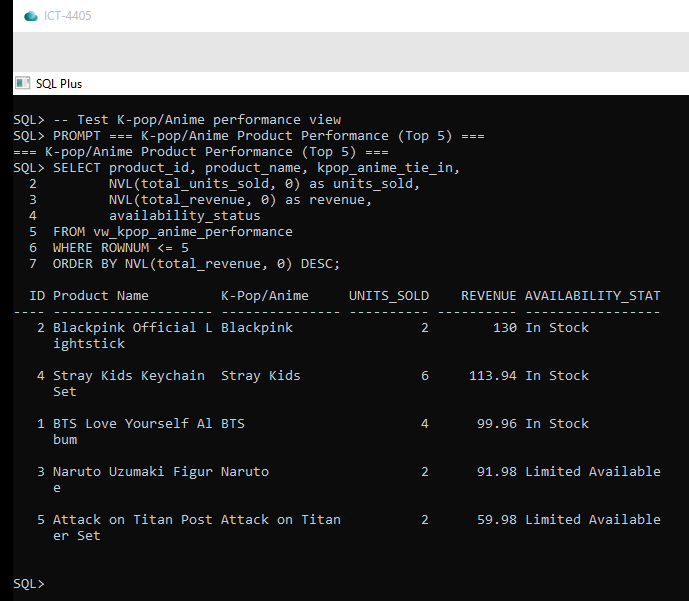 ICT-4405
SQL Plus
SQL> -- Test K-pop/Anime performance view
SQL> PROMPT === K-pop/Anime Product Performance (Top 5) ===
=== K-pop/Anime Product Performance (Top 5) ===
SQL> SELECT product_id, product_name, kpop_anime_tie_in,
  2         NVL(total_units_sold, 0) as units_sold,
  3         NVL(total_revenue, 0) as revenue,
  4         availability_status
  5  FROM vw_kpop_anime_performance
  6  WHERE ROWNUM <= 5
  7  ORDER BY NVL(total_revenue, 0) DESC;
  ID Product Name         K-Pop/Anime     UNITS_SOLD    REVENUE AVAILABILITY_STAT
---- -------------------- --------------- ---------- ---------- -----------------
   2 Blackpink Official L Blackpink                2        130 In Stock
     ightstick
   4 Stray Kids Keychain  Stray Kids               6     113.94 In Stock
     Set
   1 BTS Love Yourself Al BTS                      4      99.96 In Stock
     bum
   3 Naruto Uzumaki Figur Naruto                   2      91.98 Limited Available
     e
   5 Attack on Titan Post Attack on Titan          2      59.98 Limited Available
     er Set
SQL>